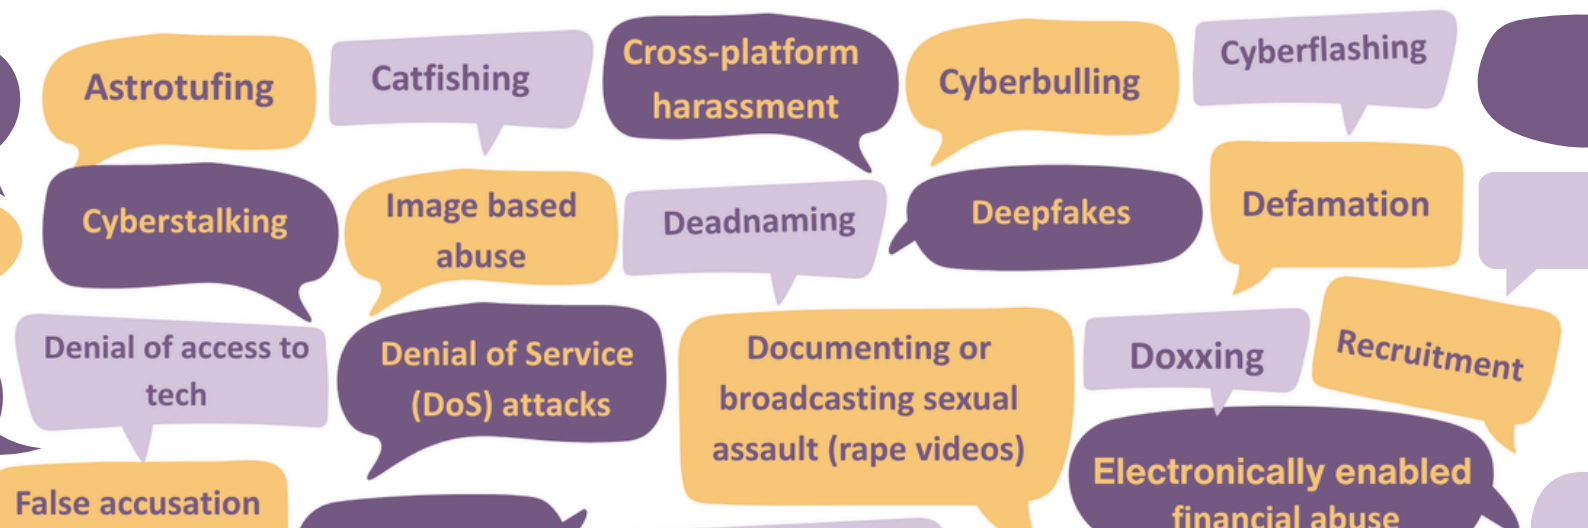 Astrotufing
Catfishing
Cross-platform
harassment
Cyberbulling
Cyberflashing
Cyberstalking
Image based
abuse
Deadnaming
Deepfakes
Defamation
Denial of access to
tech
Denial of Service
(DoS) attacks
Documenting or
broadcasting sexual
assault (rape videos)
Doxxing
Recruitment
False accusation
Electronically enabled
financial abuse